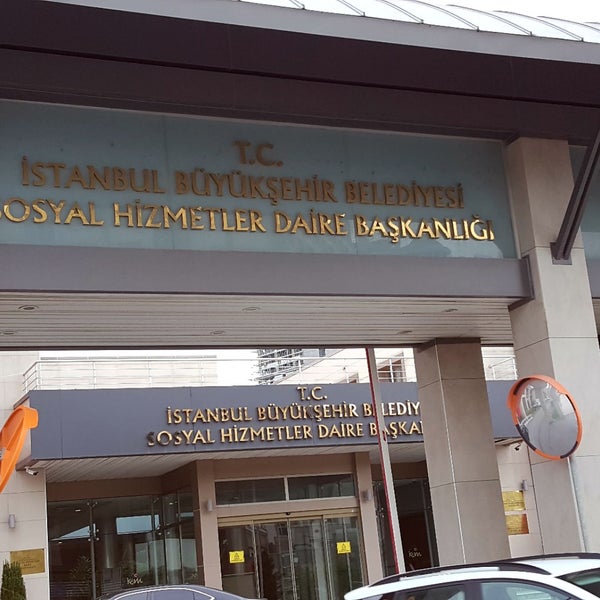 T.C.
İSTANBUL BÜYÜKŞEHİR BELEDİYESİ
SOSYAL HİZMETLER DAİRE BAŞKANLIĞI
T.C.
İSTANBUL BÜYÜKŞEHİR BELEDİYE
SOSYAL HİZMETLER DAİRE BAŞKA